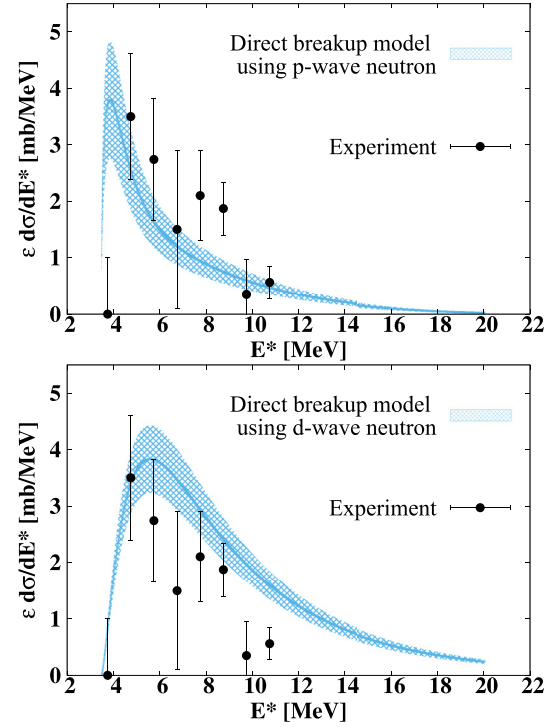 5
4
3
2
1
0
ε dσ/dE* [mb/MeV]
Direct breakup model
using p-wave neutron
Experiment
2 4 6 8 10 12 14 16 18 20 22
E* [MeV]
5
4
3
2
1
0
ε dσ/dE* [mb/MeV]
Direct breakup model
using d-wave neutron
Experiment
2 4 6 8 10 12 14 16 18 20 22
E* [MeV]